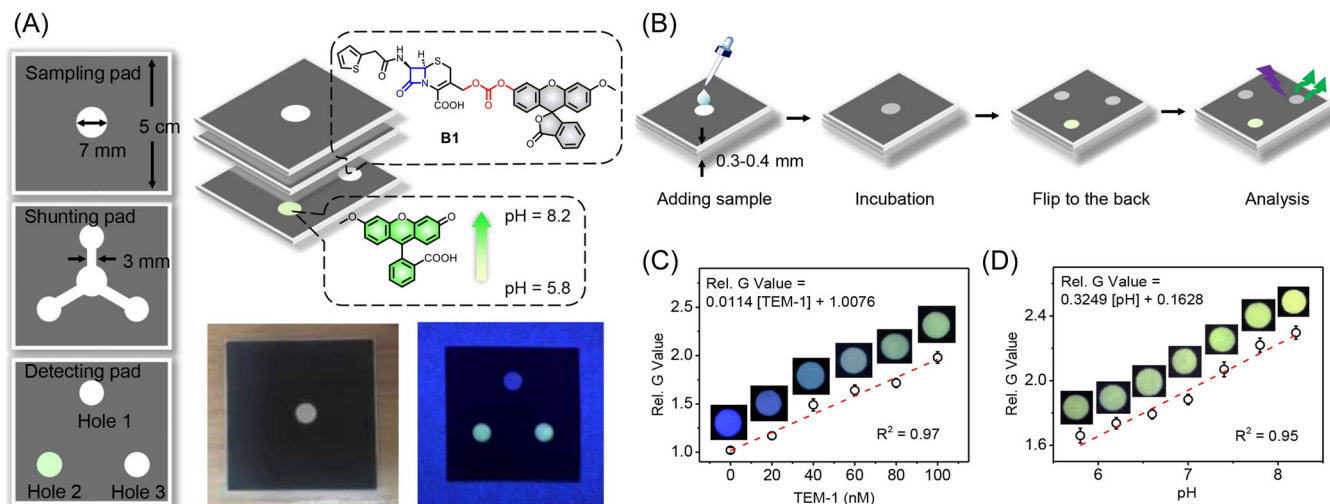 (A)
Sampling pad
5 cm
7 mm
Shunting pad
3 mm
Detecting pad
Hole 1
Hole 2
Hole 3
S
O
H
N
H
S
O
N
COOH
O
O
O
O
O
O
O
B1
O
O
O
COOH
pH = 8.2
pH = 5.8
(B)
0.3-0.4 mm
Adding sample
Incubation
Flip to the back
Analysis
(C)
Rel. G Value =
0.0114 [TEM-1] + 1.0076
2.5
2.0
1.5
1.0
Rel. G Value
R² = 0.97
0 20 40 60 80 100
TEM-1 (nM)
(D)
Rel. G Value =
0.3249 [pH] + 0.1628
2.4
2.0
1.6
Rel. G Value
R² = 0.95
6 7 8
pH